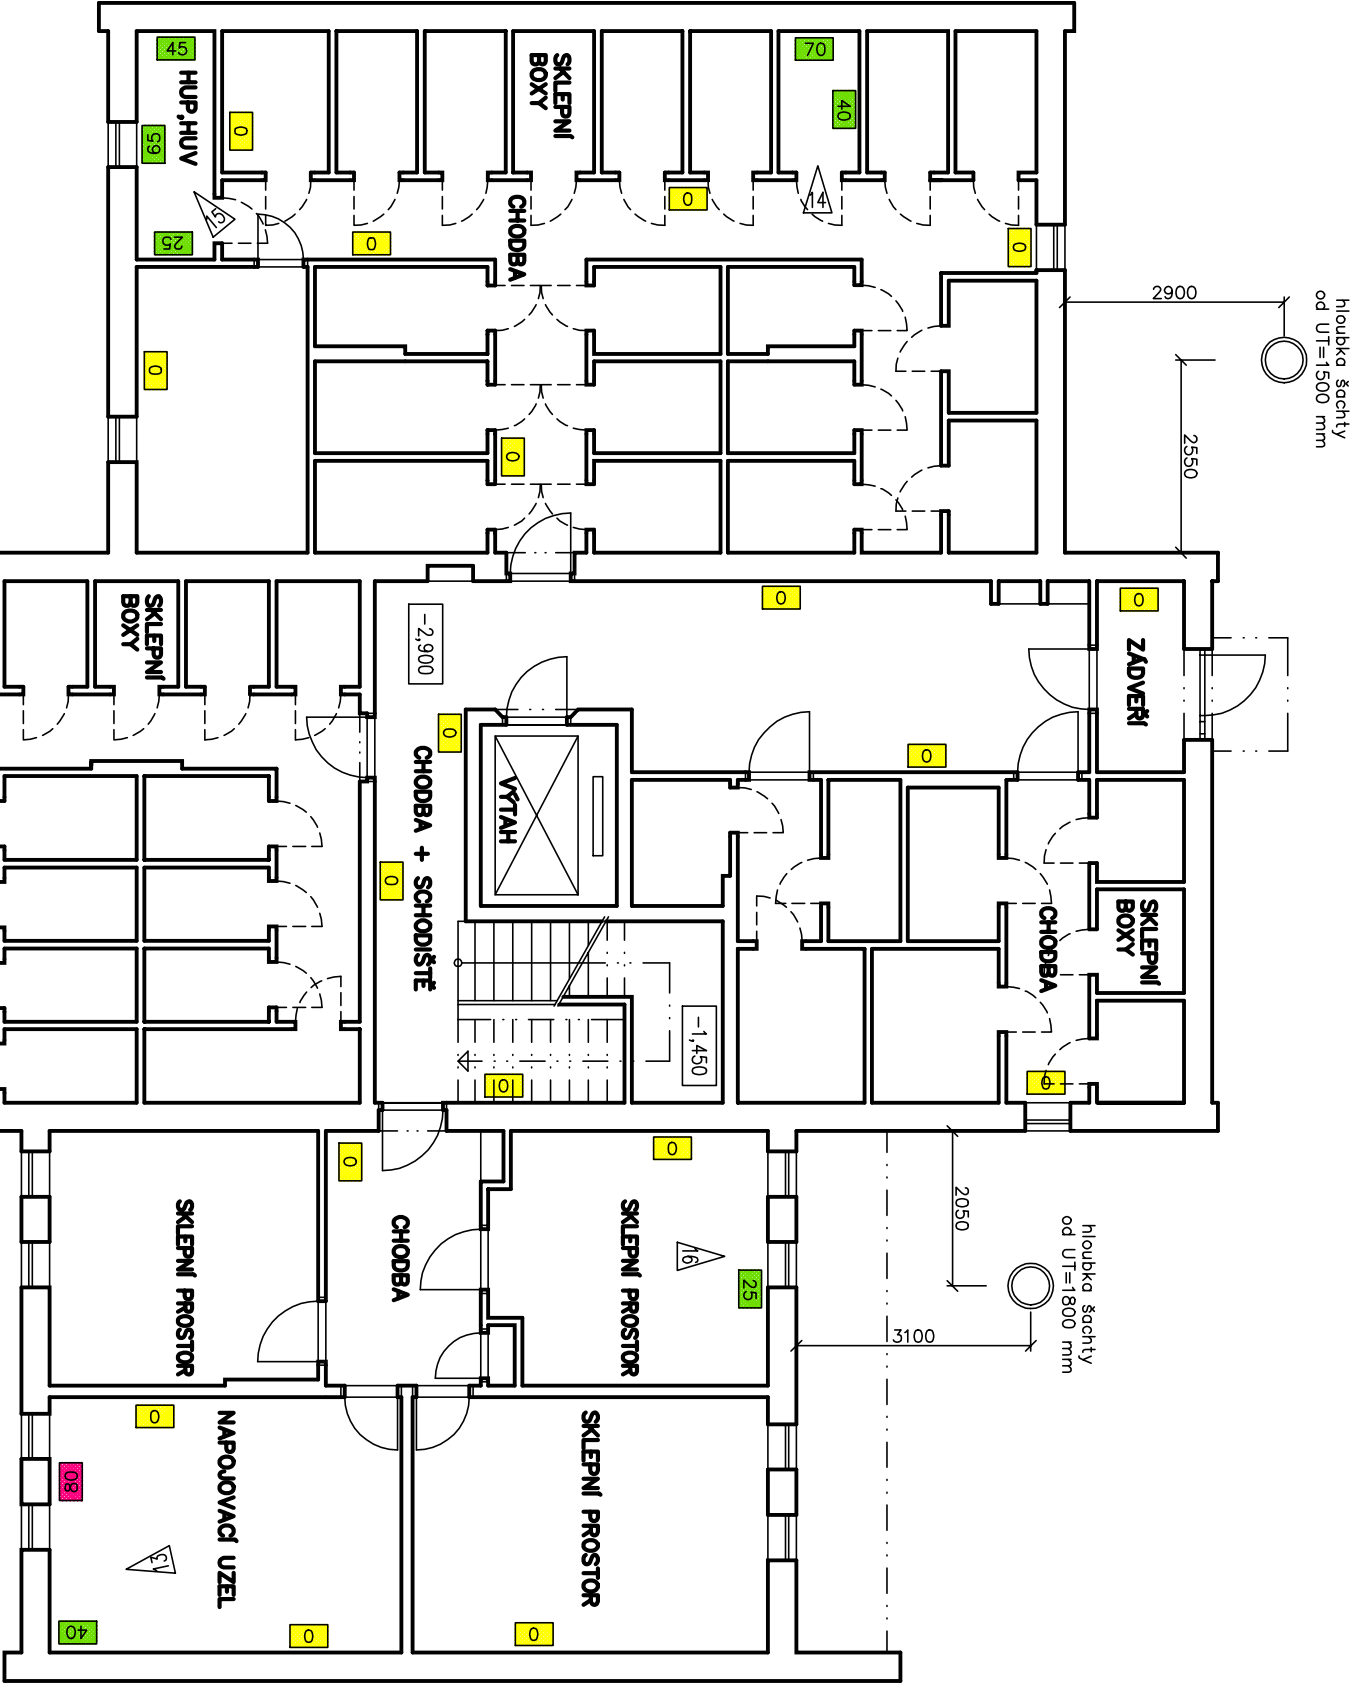 45
HUP,HUV
65
25
15
0
0
0
SKLEPNÍ
BOXY
CHODBA
0
0
70
40
14
0
2900
hloubka šachty
od UT=1500 mm
2550
SKLEPNÍ
BOXY
-2,900
0
0
ZÁDVEŘÍ
0
CHODBA + SCHODIŠTĚ
VÝTAH
0
0
-1,450
0
CHODBA
SKLEPNÍ
BOXY
0
2050
hloubka šachty
od UT=1800 mm
3100
SKLEPNÍ PROSTOR
0
CHODBA
0
SKLEPNÍ PROSTOR
16
25
0
NAPOJOVACÍ UZEL
80
13
40
0
SKLEPNÍ PROSTOR
0